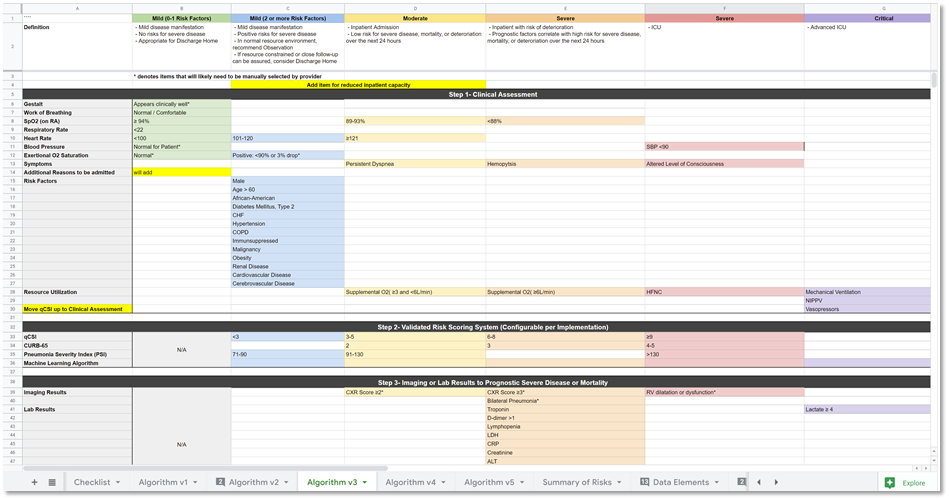 A B C D E F G
1 ---- Mild (0-1 Risk Factors) Mild (2 or more Risk Factors) Moderate Severe Severe Critical
2 Definition
- Mild disease manifestation
- No risks for severe disease
- Appropriate for Discharge Home
- Mild disease manifestation
- Positive risks for severe disease
- In normal resource environment,
recommend Observation
- If resource constrained or close follow-up
can be assured, consider Discharge Home
- Inpatient Admission
- Low risk for severe disease, mortality, or deterioration
over the next 24 hours
- Inpatient with risk of deterioration
- Prognostic factors correlate with high risk for severe disease,
mortality, or deterioration over the next 24 hours
- ICU
- Advanced ICU
3 * denotes items that will likely need to be manually selected by provider
4 Add item for reduced inpatient capacity
5 Step 1- Clinical Assessment
6 Gestalt Appears clinically well*
7 Work of Breathing Normal / Comfortable
8 SpO2 (on RA) ≥ 94% 89-93% <88%
9 Respiratory Rate <22
10 Heart Rate <100 101-120 ≥121
11 Blood Pressure Normal for Patient* SBP <90
12 Exertional O2 Saturation Normal* Positive: <90% or 3% drop*
13 Symptoms Persistent Dyspnea Hemopytsis Altered Level of Consciousness
14 Additional Reasons to be admitted will add
15 Risk Factors Male
16 Age > 60
17 African-American
18 Diabetes Mellitus, Type 2
19 CHF
20 Hypertension
21 COPD
22 Immunsuppressed
23 Malignancy
24 Obesity
25 Renal Disease
26 Cardiovascular Disease
27 Cerebrovascular Disease
28 Resource Utilization Supplemental O2( ≥3 and <6L/min) Supplemental O2 (≥6L/min) HFNC Mechanical Ventilation
29 NIPPV
30 Move qCSI up to Clinical Assessment Vasopressors
31
32 Step 2- Validated Risk Scoring System (Configurable per Implementation)
33 qCSI N/A <3 3-5 6-8 ≥9
34 CURB-65 2 3 4-5
35 Pneumonia Severity Index (PSI) 71-90 91-130 >130
36 Machine Learning Algorithm
37
38 Step 3- Imaging or Lab Results to Prognostic Severe Disease or Mortality
39 Imaging Results CXR Score ≥2* CXR Score ≥3* RV dilatation or dysfunction*
40 Bilateral Pneumonia*
41 Lab Results Troponin Lactate ≥ 4
42 D-dimer >1
43 Lymphopenia
44 LDH
45 N/A CRP
46 Creatinine
47 ALT
Checklist Algorithm v1 2 Algorithm v2 Algorithm v3 Algorithm v4 Algorithm v5 Summary of Risks Data Elements 2 Explore